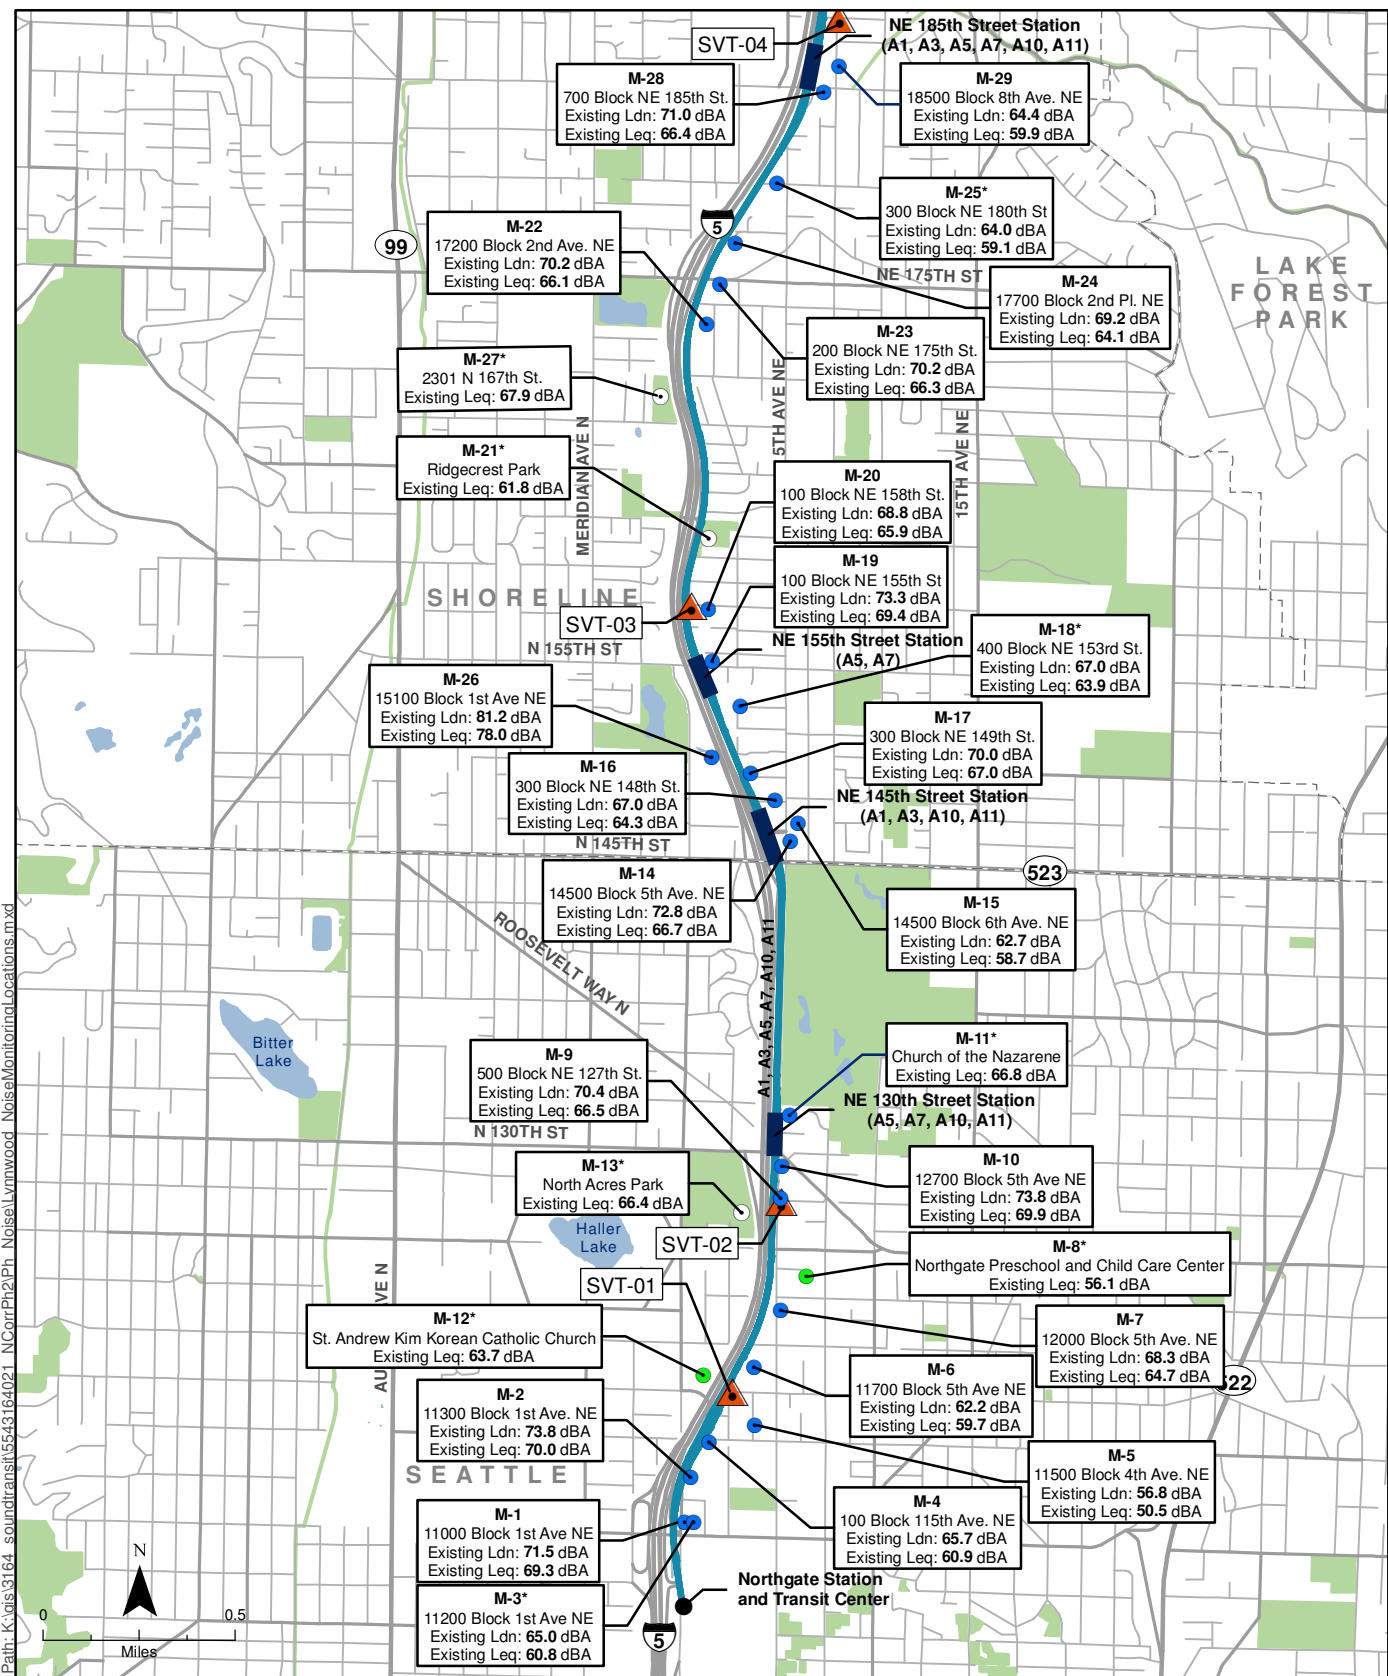 SVT-04
NE 185th Street Station
(A1, A3, A5, A7, A10, A11)
M-28
700 Block NE 185th St.
Existing Ldn: 71.0 dBA
Existing Leq: 66.4 dBA
M-29
18500 Block 8th Ave. NE
Existing Ldn: 64.4 dBA
Existing Leq: 59.9 dBA
M-25*
300 Block NE 180th St
Existing Ldn: 64.0 dBA
Existing Leq: 59.1 dBA
5
99
M-22
17200 Block 2nd Ave. NE
Existing Ldn: 70.2 dBA
Existing Leq: 66.1 dBA
NE 175TH ST
LAKE
FOREST
PARK
M-24
17700 Block 2nd Pl. NE
Existing Ldn: 69.2 dBA
Existing Leq: 64.1 dBA
M-23
200 Block NE 175th St.
Existing Ldn: 70.2 dBA
Existing Leq: 66.3 dBA
M-27*
2301 N 167th St.
Existing Leq: 67.9 dBA
5TH AVE NE
15TH AVE NE
MERIDIAN AVE N
M-21*
Ridgecrest Park
Existing Leq: 61.8 dBA
M-20
100 Block NE 158th St.
Existing Ldn: 68.8 dBA
Existing Leq: 65.9 dBA
M-19
100 Block NE 155th St
Existing Ldn: 73.3 dBA
Existing Leq: 69.4 dBA
SHORELINE
SVT-03
N 155TH ST
NE 155th Street Station
(A5, A7)
M-18*
400 Block NE 153rd St.
Existing Ldn: 67.0 dBA
Existing Leq: 63.9 dBA
M-26
15100 Block 1st Ave NE
Existing Ldn: 81.2 dBA
Existing Leq: 78.0 dBA
M-17
300 Block NE 149th St.
Existing Ldn: 70.0 dBA
Existing Leq: 67.0 dBA
M-16
300 Block NE 148th St.
Existing Ldn: 67.0 dBA
Existing Leq: 64.3 dBA
NE 145th Street Station
(A1, A3, A10, A11)
N 145TH ST
523
M-14
14500 Block 5th Ave. NE
Existing Ldn: 72.8 dBA
Existing Leq: 66.7 dBA
M-15
14500 Block 6th Ave. NE
Existing Ldn: 62.7 dBA
Existing Leq: 58.7 dBA
ROOSEVELT WAY N
A1, A3, A5, A7, A10, A11
Bitter
Lake
M-11*
Church of the Nazarene
Existing Leq: 66.8 dBA
M-9
500 Block NE 127th St.
Existing Ldn: 70.4 dBA
Existing Leq: 66.5 dBA
NE 130th Street Station
(A5, A7, A10, A11)
N 130TH ST
M-13*
North Acres Park
Existing Leq: 66.4 dBA
M-10
12700 Block 5th Ave NE
Existing Ldn: 73.8 dBA
Existing Leq: 69.9 dBA
Haller
Lake
SVT-02
M-8*
Northgate Preschool and Child Care Center
Existing Leq: 56.1 dBA
SVT-01
M-12*
St. Andrew Kim Korean Catholic Church
Existing Leq: 63.7 dBA
M-7
12000 Block 5th Ave. NE
Existing Ldn: 68.3 dBA
Existing Leq: 64.7 dBA
522
M-6
11700 Block 5th Ave NE
Existing Ldn: 62.2 dBA
Existing Leq: 59.7 dBA
M-2
11300 Block 1st Ave. NE
Existing Ldn: 73.8 dBA
Existing Leq: 70.0 dBA
SEATTLE
M-5
11500 Block 4th Ave. NE
Existing Ldn: 56.8 dBA
Existing Leq: 50.5 dBA
M-4
100 Block 115th Ave. NE
Existing Ldn: 65.7 dBA
Existing Leq: 60.9 dBA
M-1
11000 Block 1st Ave NE
Existing Ldn: 71.5 dBA
Existing Leq: 69.3 dBA
M-3*
11200 Block 1st Ave NE
Existing Ldn: 65.0 dBA
Existing Leq: 60.8 dBA
Northgate Station
and Transit Center
5
N
0 0.5
Miles
Path: K:\gis\3164_soundtransit\5543164021_NCorrPh2\Ph_Noise\Lynnwood_NoiseMonitoringLocations.mxd